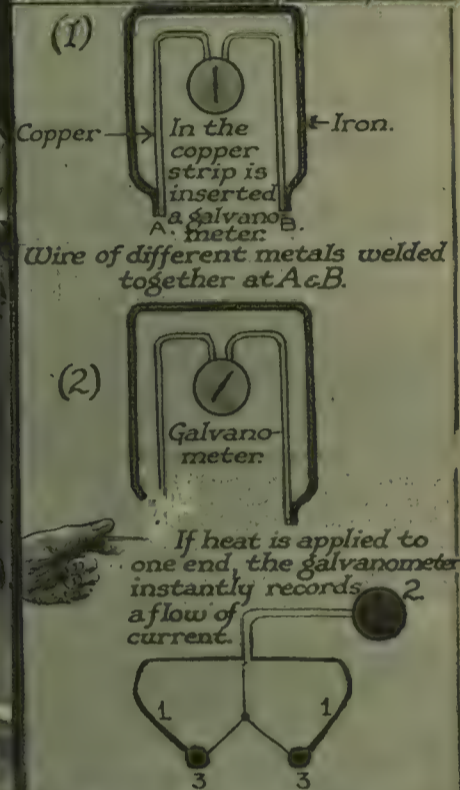 (1)
Copper
Iron.
In the
copper
strip is
inserted
a galvano-
meter.
A. B.
Wire of different metals welded
together at A & B.
(2)
Galvano-
meter.
If heat is applied to
one end, the galvanometer
instantly records
a flow of
current.
2
1 1
3 3